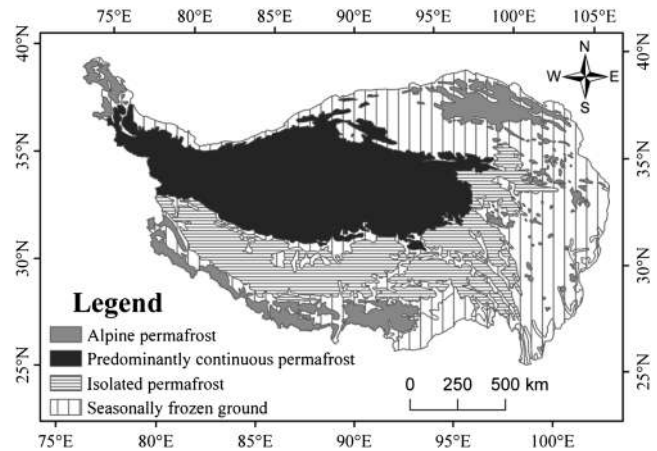 75°E 80°E 85°E 90°E 95°E 100°E 105°E
40°N 40°N
N
W E
S
35°N 35°N
30°N 30°N
25°N 25°N
Legend
Alpine permafrost
Predominantly continuous permafrost
Isolated permafrost
Seasonally frozen ground
0 250 500 km
75°E 80°E 85°E 90°E 95°E 100°E